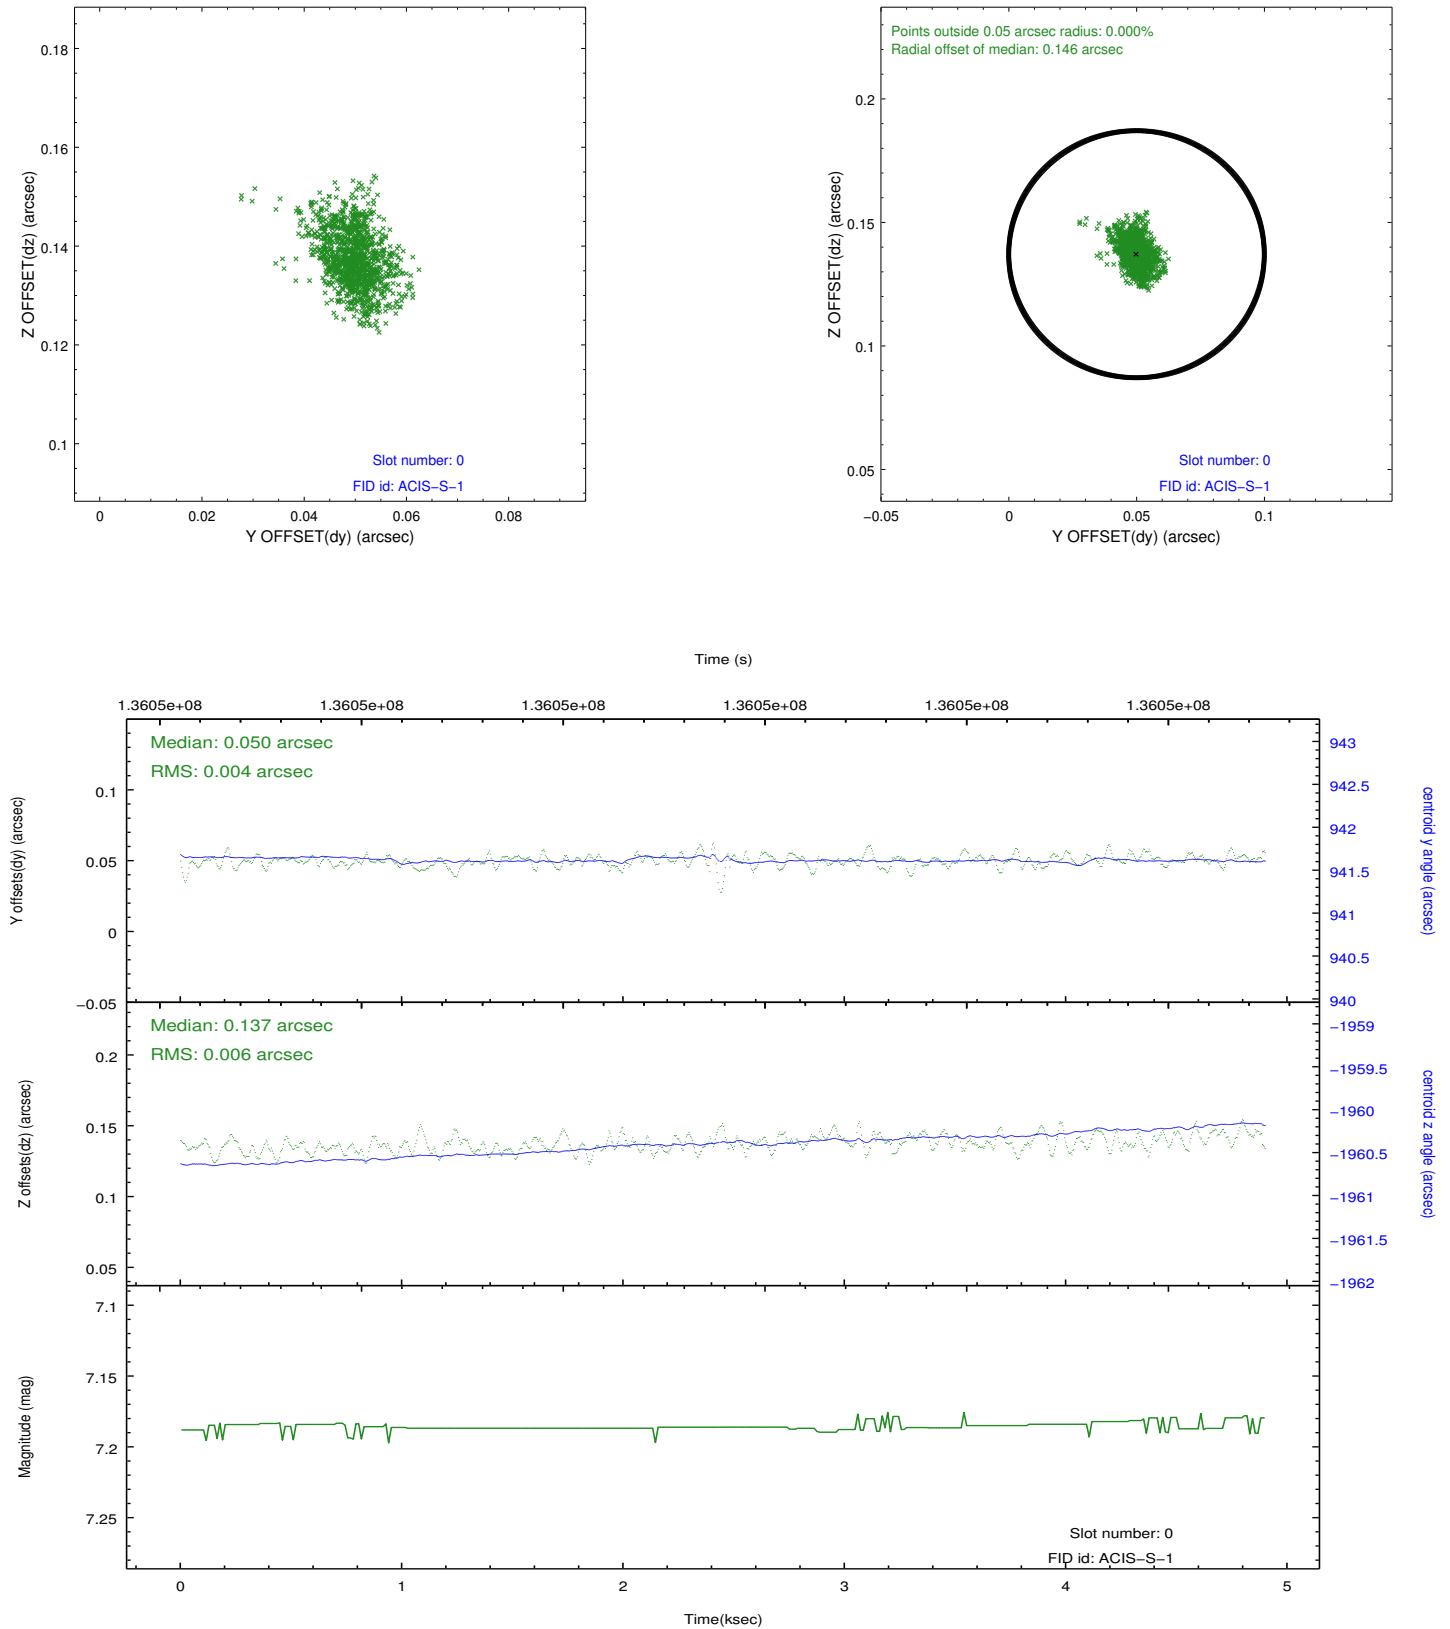 0.18
0.16
0.14
0.12
0.1
Z OFFSET(dz) (arcsec)
Slot number: 0
FID id: ACIS−S−1
0 0.02 0.04 0.06 0.08
Y OFFSET(dy) (arcsec)
Points outside 0.05 arcsec radius: 0.000%
Radial offset of median: 0.146 arcsec
0.2
0.15
0.1
0.05
Z OFFSET(dz) (arcsec)
Slot number: 0
FID id: ACIS−S−1
−0.05 0 0.05 0.1
Y OFFSET(dy) (arcsec)
Time (s)
1.3605e+08 1.3605e+08 1.3605e+08 1.3605e+08 1.3605e+08 1.3605e+08
Median: 0.050 arcsec
RMS: 0.004 arcsec
0.1
0.05
0
−0.05
Y offsets(dy) (arcsec)
943
942.5
942
941.5
941
940.5
940
centroid y angle (arcsec)
Median: 0.137 arcsec
RMS: 0.006 arcsec
0.2
0.15
0.1
0.05
Z offsets(dz) (arcsec)
−1959
−1959.5
−1960
−1960.5
−1961
−1961.5
−1962
centroid z angle (arcsec)
7.1
7.15
7.2
7.25
Magnitude (mag)
Slot number: 0
FID id: ACIS−S−1
0 1 2 3 4 5
Time(ksec)